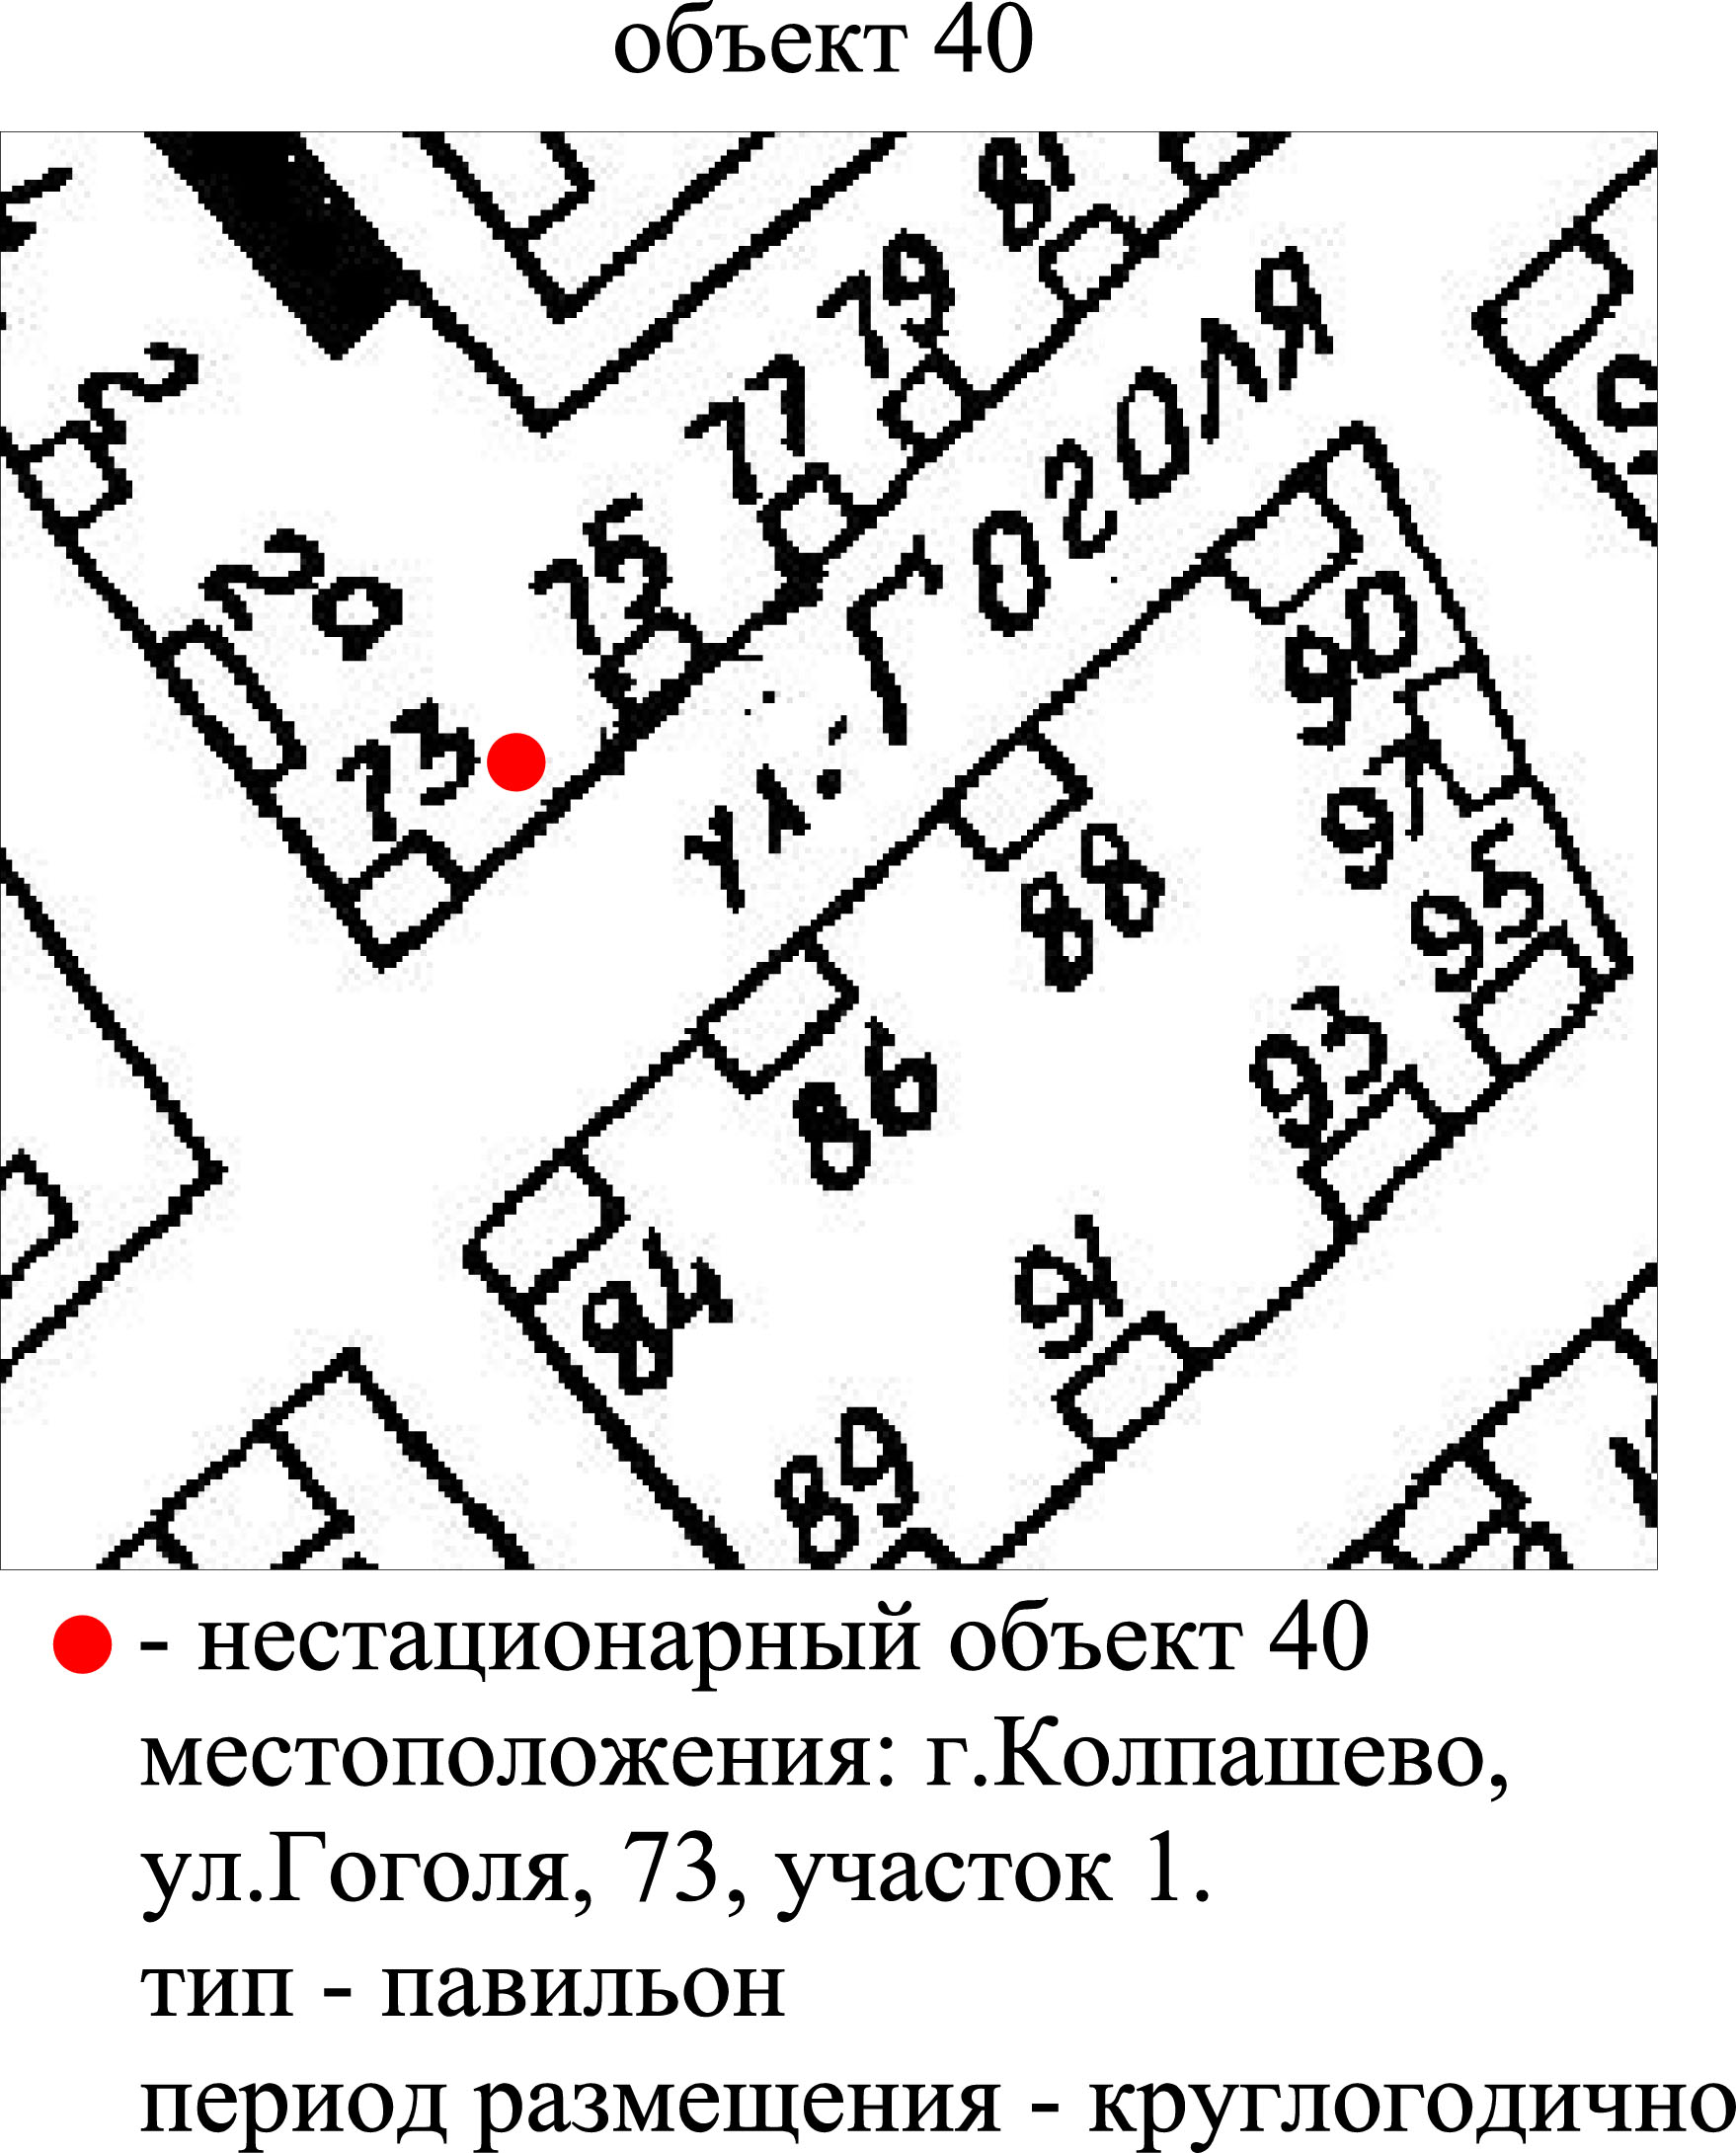 объект 40
81
79
77
75
73
ул. Гоголя
90
97
95
88
93
86
91
84
89
- нестационарный объект 40
местоположения: г.Колпашево,
ул.Гоголя, 73, участок 1.
тип - павильон
период размещения - круглогодично